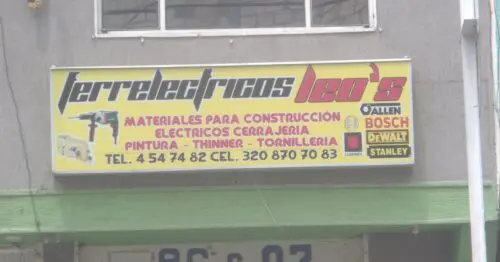 ferrelectricos leo's
MATERIALES PARA CONSTRUCCIÓN
ELECTRICOS CERRAJERIA
PINTURA - THINNER - TORNILLERIA
TEL. 4 54 74 82 CEL. 320 870 70 83
ALLEN
BOSCH
DEWALT
STANLEY